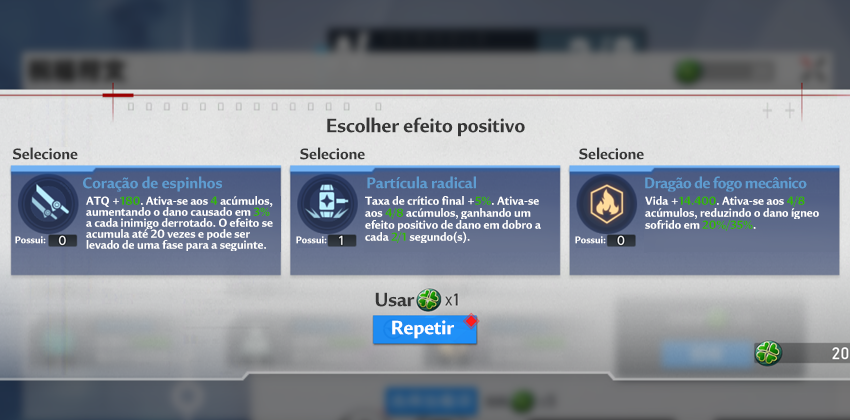 Escolher efeito positivo
Selecione
Coração de espinhos
ATQ +180. Ativa-se aos 4 acúmulos,
aumentando o dano causado em 3%
a cada inimigo derrotado. O efeito se
acumula até 20 vezes e pode ser
levado de uma fase para a seguinte.
Possui: 0
Selecione
Partícula radical
Taxa de crítico final +5%. Ativa-se
aos 4/8 acúmulos, ganhando um
efeito positivo de dano em dobro a
cada 2/1 segundo(s).
Possui: 1
Selecione
Dragão de fogo mecânico
Vida +14.400. Ativa-se aos 4/8
acúmulos, reduzindo o dano ígneo
sofrido em 20%/35%.
Possui: 0
Usar x1
Repetir
20